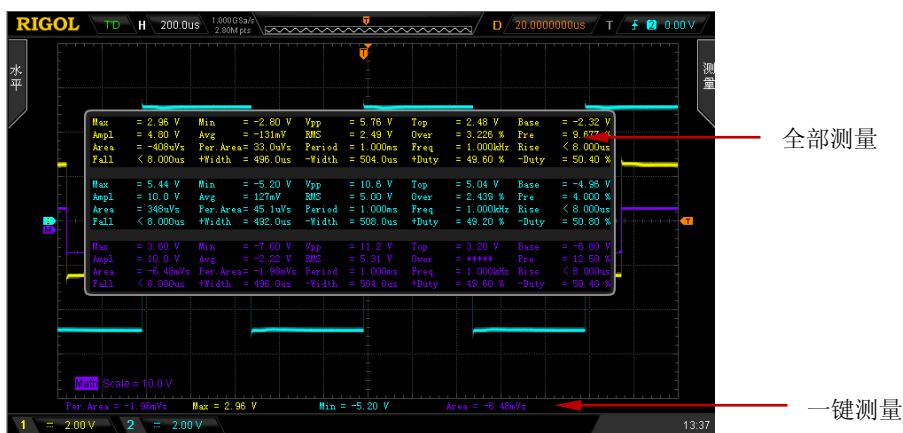 RIGOL T'D H 200.0us 1.000GSa/s 2.80M pts D 20.0000000us T 2 0.00 V
水平
测量
Max = 2.96 V Min = -2.80 V Vpp = 5.76 V Top = 2.48 V Base = -2.32 V
Ampl = 4.80 V Avg = -131mV RMS = 2.49 V Over = 3.226 % Pre = 9.677 %
Area = -408uVs Per.Area= 33.0uVs Period = 1.000ms Freq = 1.000kHz Rise < 8.000us
Fall < 8.000us +Width = 496.0us -Width = 504.0us +Duty = 49.60 % -Duty = 50.40 %
Max = 5.44 V Min = -5.20 V Vpp = 10.6 V Top = 5.04 V Base = -4.96 V
Ampl = 10.0 V Avg = 127mV RMS = 5.00 V Over = 2.439 % Pre = 4.000 %
Area = 348uVs Per.Area= 45.1uVs Period = 1.000ms Freq = 1.000kHz Rise < 8.000us
Fall < 8.000us +Width = 492.0us -Width = 508.0us +Duty = 49.20 % -Duty = 50.80 %
Max = 3.60 V Min = -7.60 V Vpp = 11.2 V Top = 3.20 V Base = -6.80 V
Ampl = 10.0 V Avg = -2.22 V RMS = 5.31 V Over = ***** Pre = 12.50 %
Area = -6.48mVs Per.Area= -1.98mVs Period = 1.000ms Freq = 1.000kHz Rise < 8.000us
Fall < 8.000us +Width = 496.0us -Width = 504.0us +Duty = 49.60 % -Duty = 50.40 %
全部测量
Math Scale = 10.0 V
Per.Area = -1.98mVs Max = 2.96 V Min = -5.20 V Area = -6.48mVs
一键测量
1 = 2.00 V 2 = 2.00 V 13:37